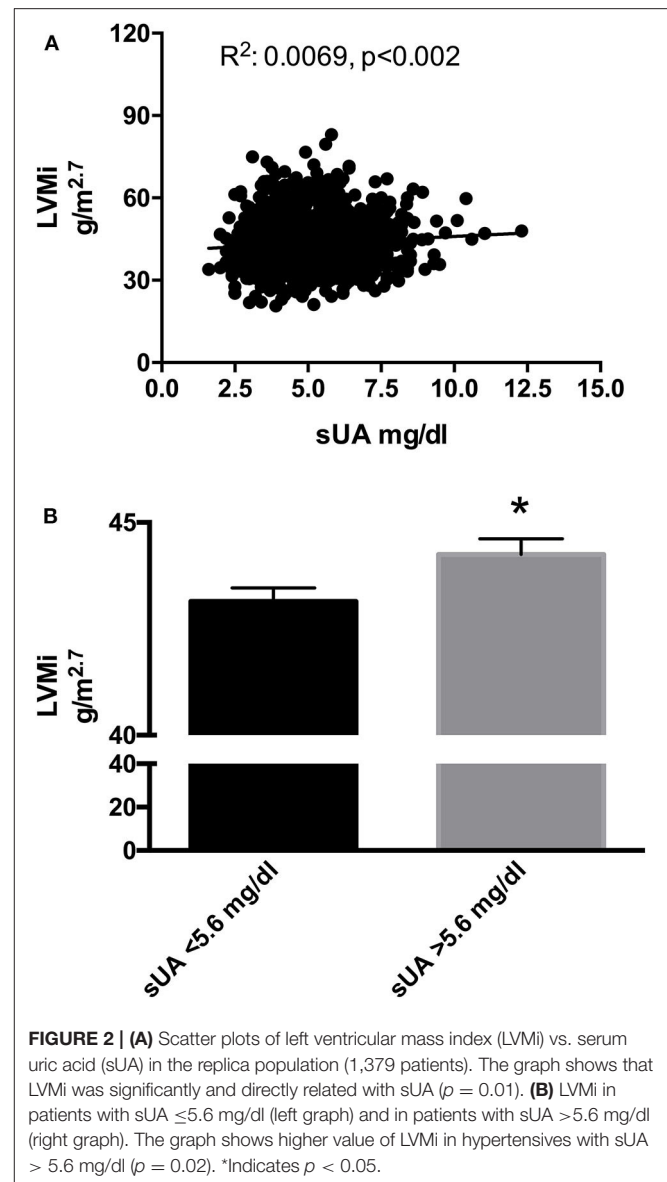 A
R²: 0.0069, p<0.002
120
90
60
30
0
LVMi
g/m^2.7
0.0 2.5 5.0 7.5 10.0 12.5 15.0
sUA mg/dl
B
*
45
40
40
20
0
LVMi
g/m^2.7
sUA <5.6 mg/dl
sUA >5.6 mg/dl
FIGURE 2 | (A) Scatter plots of left ventricular mass index (LVMi) vs. serum
uric acid (sUA) in the replica population (1,379 patients). The graph shows that
LVMi was significantly and directly related with sUA (p = 0.01). (B) LVMi in
patients with sUA ≤5.6 mg/dl (left graph) and in patients with sUA >5.6 mg/dl
(right graph). The graph shows higher value of LVMi in hypertensives with sUA
> 5.6 mg/dl (p = 0.02). *Indicates p < 0.05.